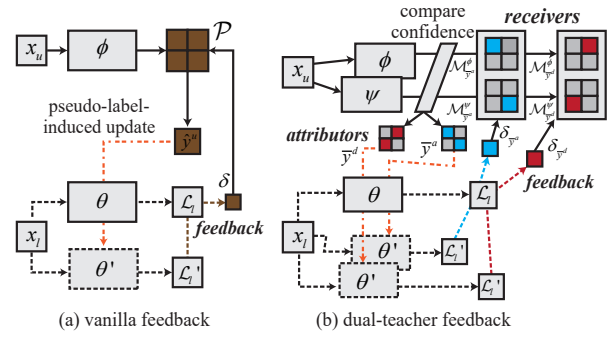 x_u
ϕ
𝒫
pseudo-label-
induced update
ŷ^u
δ
feedback
x_l
θ
ℒ_l
θ'
ℒ_l'
(a) vanilla feedback
compare
confidence
receivers
x_u
ϕ
ψ
ℳ^ϕ_{y̅^a}
ℳ^ϕ_{y̅^d}
ℳ^ψ_{y̅^a}
ℳ^ψ_{y̅^d}
attributors
y̅^d
y̅^a
δ_{y̅^a}
δ_{y̅^d}
feedback
x_l
θ
ℒ_l
θ'
ℒ_l'
θ'
ℒ_l'
(b) dual-teacher feedback